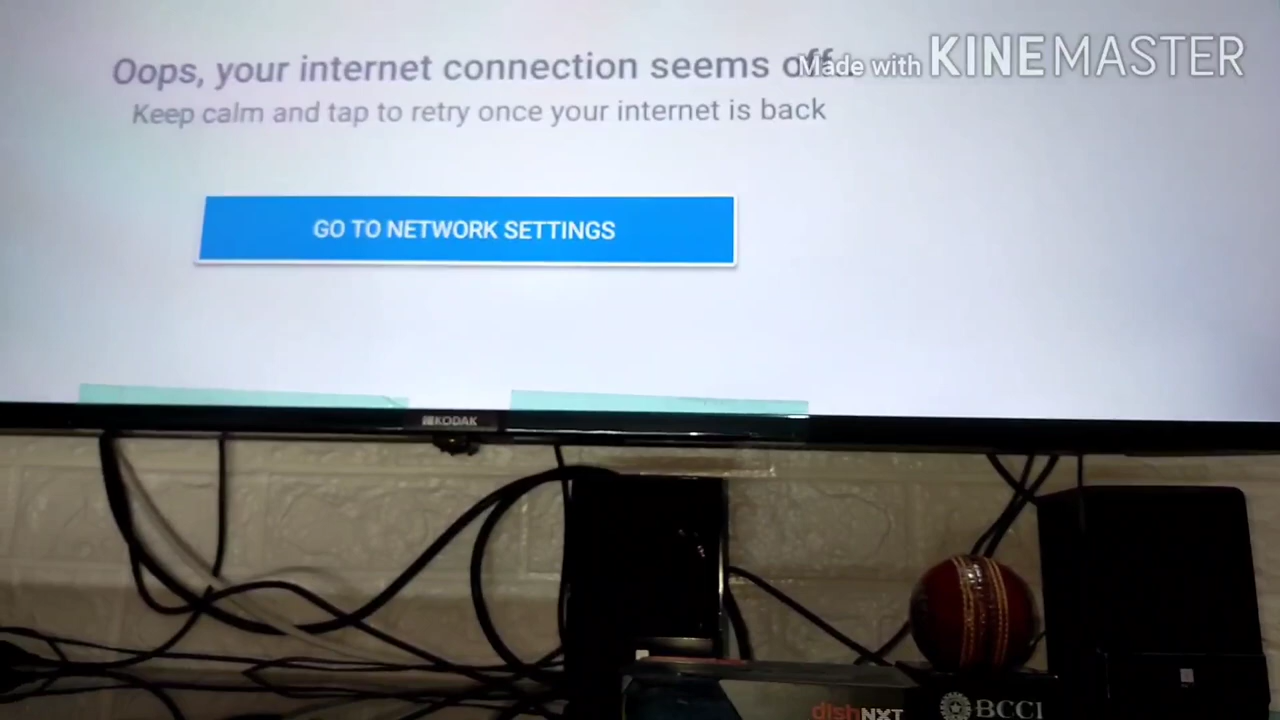 Oops, your internet connection seems off
Made with KINEMASTER
Keep calm and tap to retry once your internet is back
GO TO NETWORK SETTINGS
KODAK
dishNXT
BCCI